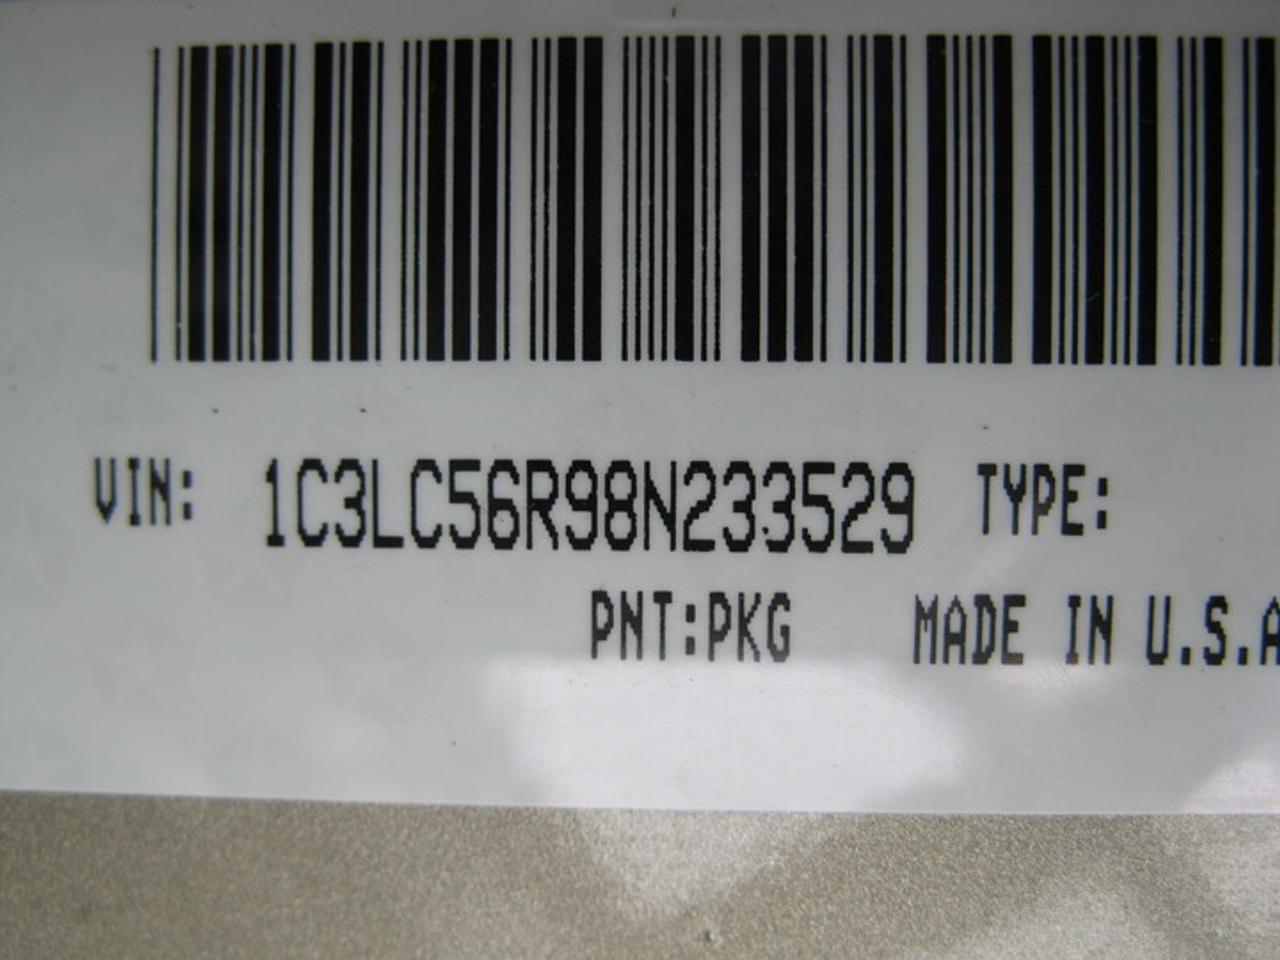 VIN: 1C3LC56R98N233529 TYPE:
PNT:PKG MADE IN U.S.A